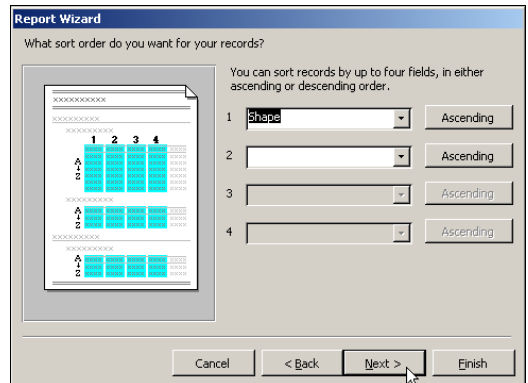 Report Wizard
What sort order do you want for your records?
You can sort records by up to four fields, in either
ascending or descending order.
1 Shape Ascending
2 Ascending
3 Ascending
4 Ascending
xxxxxxxxxx
1 2 3 4
A
Z
A
Z
A
Z
Cancel < Back Next > Finish